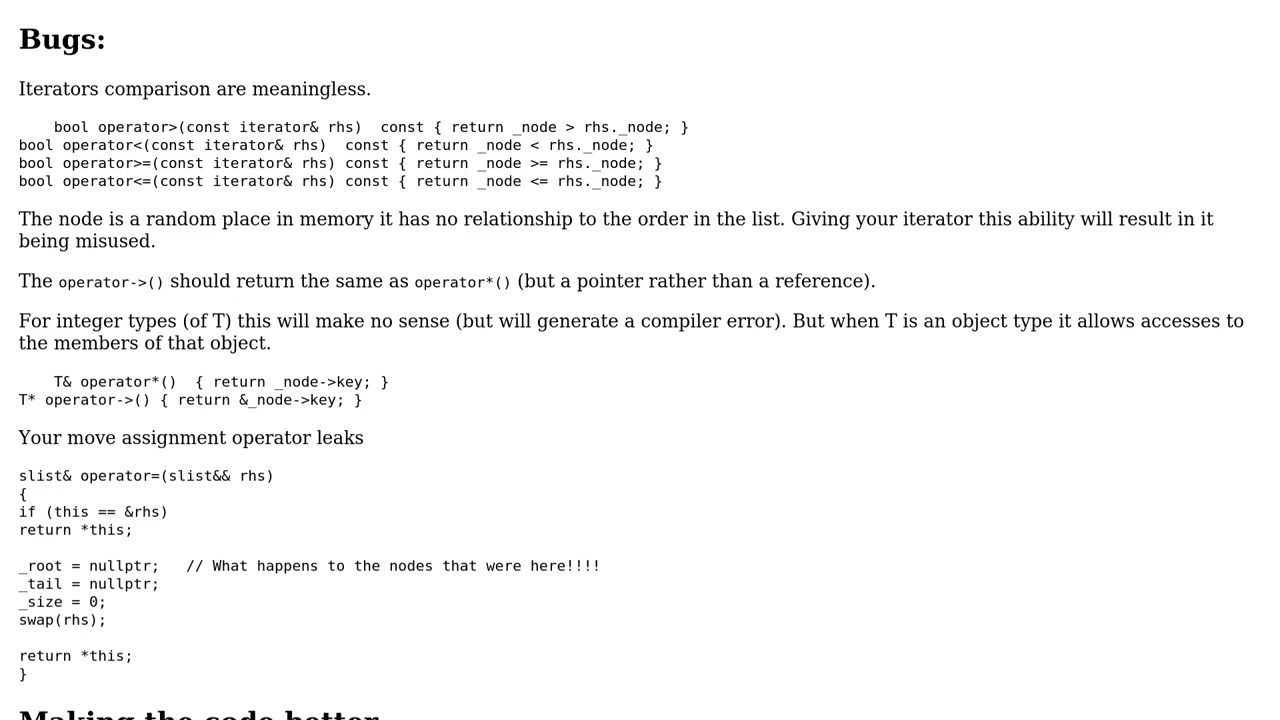 Bugs:
Iterators comparison are meaningless.
bool operator>(const iterator& rhs)  const { return _node > rhs._node; }
bool operator<(const iterator& rhs)  const { return _node < rhs._node; }
bool operator>=(const iterator& rhs) const { return _node >= rhs._node; }
bool operator<=(const iterator& rhs) const { return _node <= rhs._node; }
The node is a random place in memory it has no relationship to the order in the list. Giving your iterator this ability will result in it
being misused.
The operator->() should return the same as operator*() (but a pointer rather than a reference).
For integer types (of T) this will make no sense (but will generate a compiler error). But when T is an object type it allows accesses to
the members of that object.
T& operator*()  { return _node->key; }
T* operator->() { return &_node->key; }
Your move assignment operator leaks
slist& operator=(slist&& rhs)
{
if (this == &rhs)
return *this;
_root = nullptr;   // What happens to the nodes that were here!!!!
_tail = nullptr;
_size = 0;
swap(rhs);
return *this;
}
Making the code better